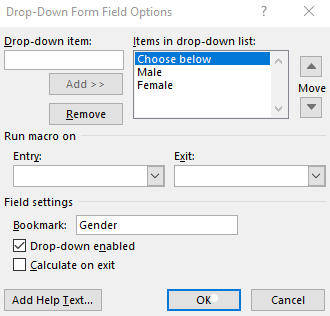 Drop-Down Form Field Options ? ×
Drop-down item: Items in drop-down list:
Choose below
Male
Add >> Female
Move
Remove
Run macro on
Entry: Exit:
Field settings
Bookmark: Gender
Drop-down enabled
Calculate on exit
Add Help Text... OK Cancel